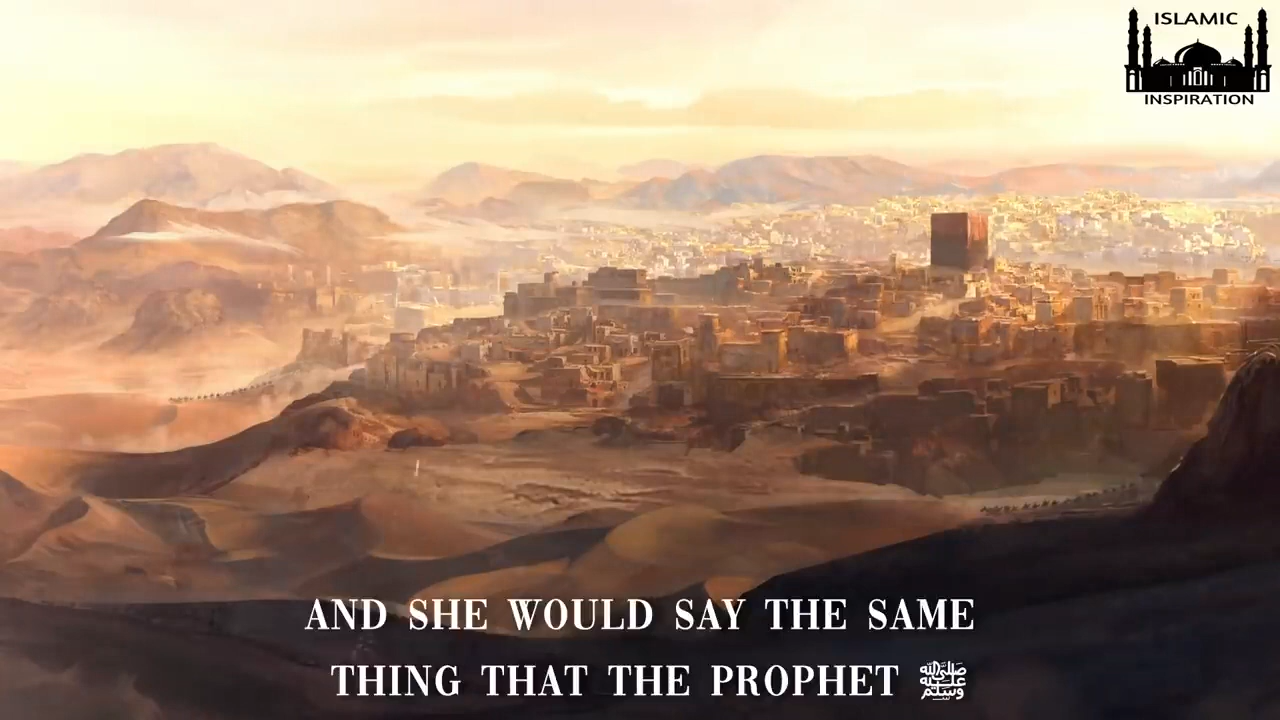 ISLAMIC
INSPIRATION
AND SHE WOULD SAY THE SAME
THING THAT THE PROPHET ﷺ